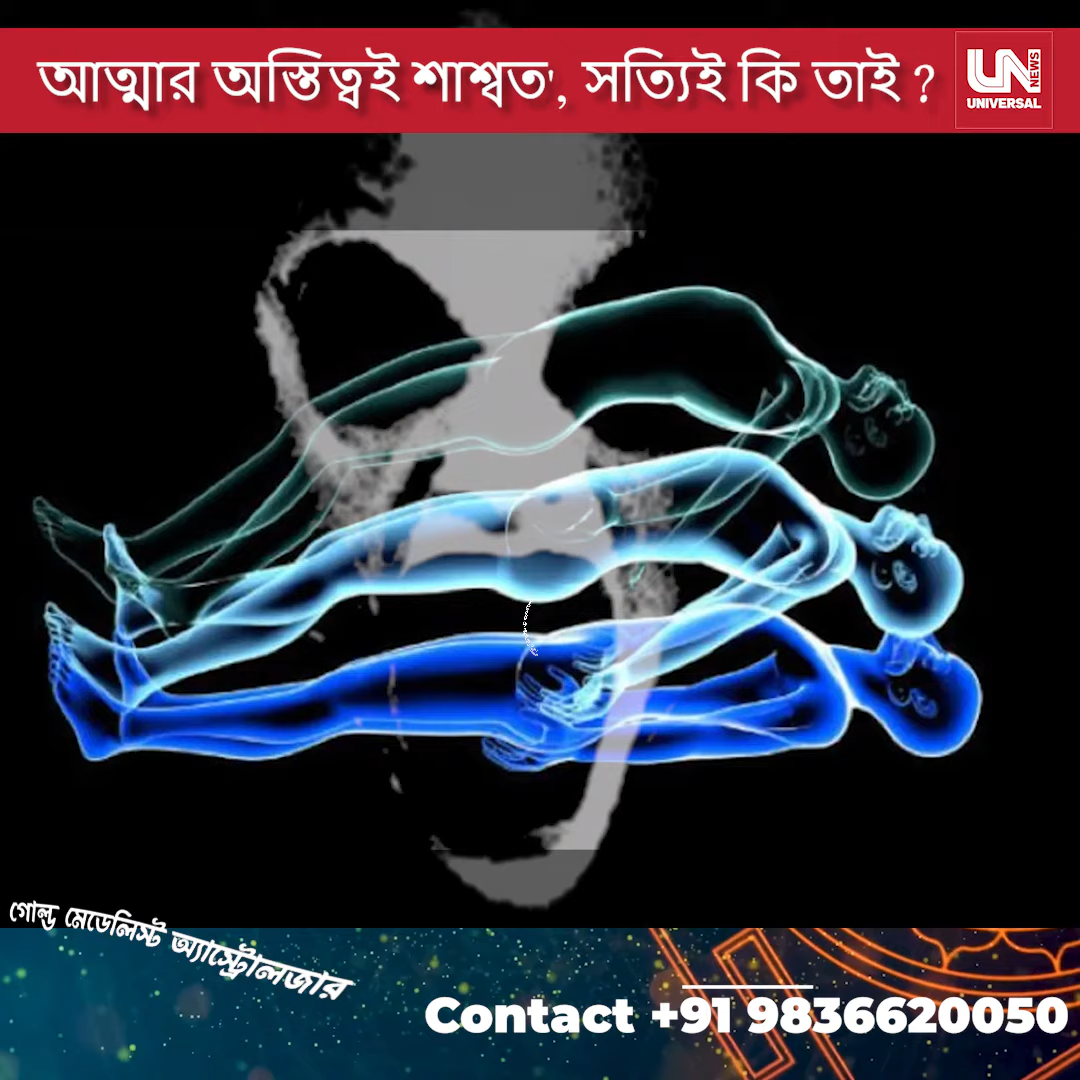 আত্মার অস্তিত্বই শাশ্বত', সত্যিই কি তাই ?
UN NEWS
UNIVERSAL
গোল্ড মেডেলিস্ট অ্যাস্ট্রোলজার
Contact +91 9836620050